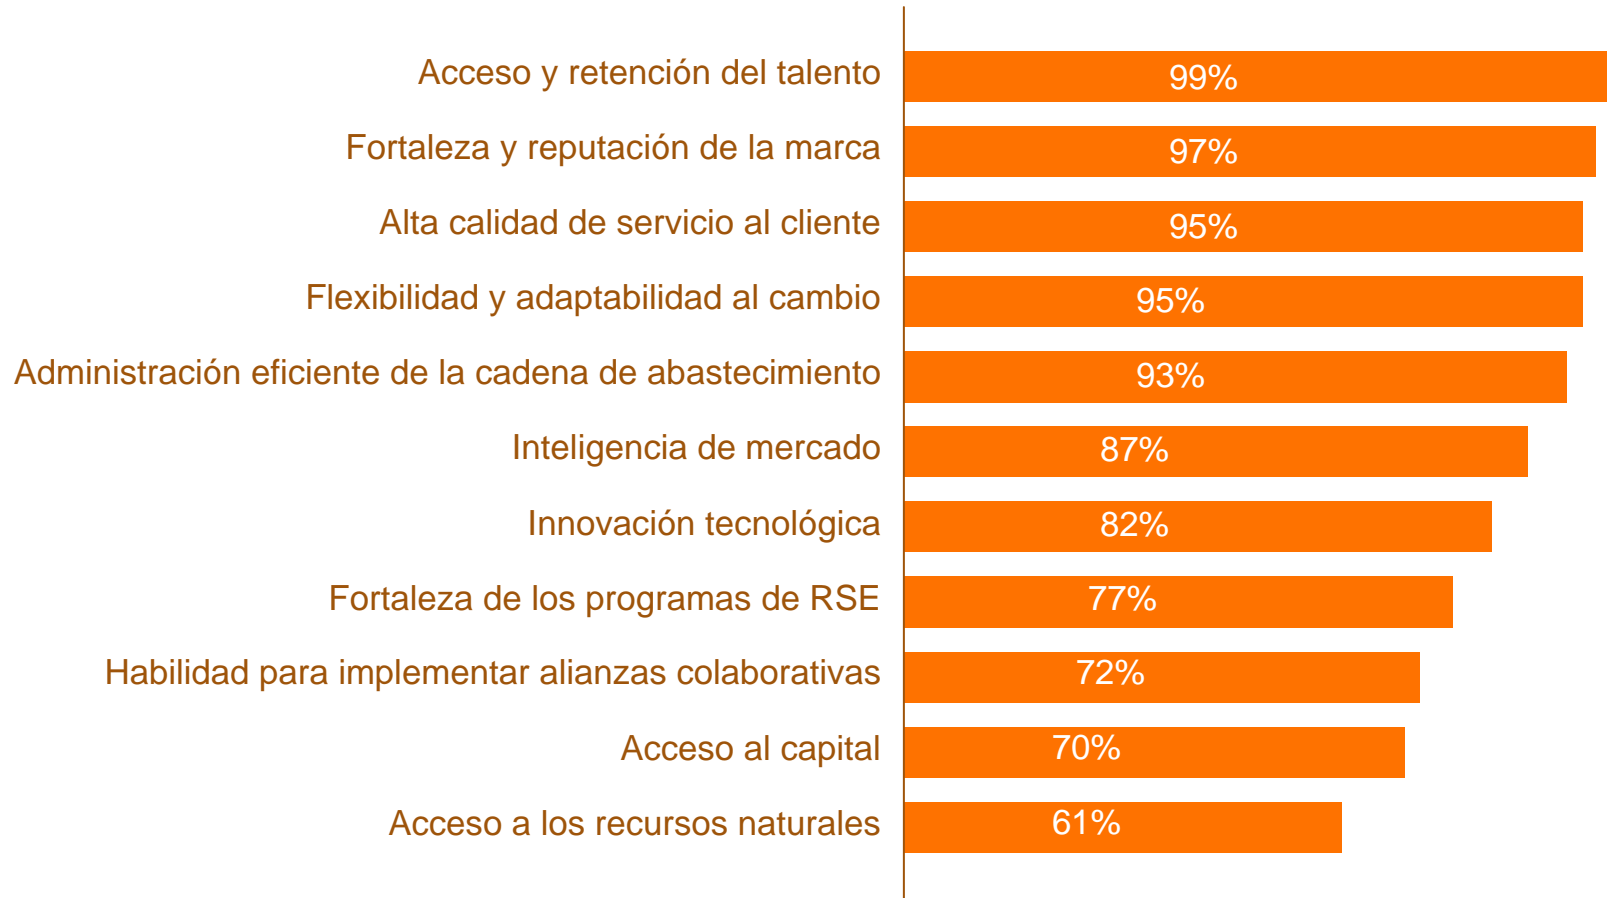 Acceso y retención del talento 99%
Fortaleza y reputación de la marca 97%
Alta calidad de servicio al cliente 95%
Flexibilidad y adaptabilidad al cambio 95%
Administración eficiente de la cadena de abastecimiento 93%
Inteligencia de mercado 87%
Innovación tecnológica 82%
Fortaleza de los programas de RSE 77%
Habilidad para implementar alianzas colaborativas 72%
Acceso al capital 70%
Acceso a los recursos naturales 61%